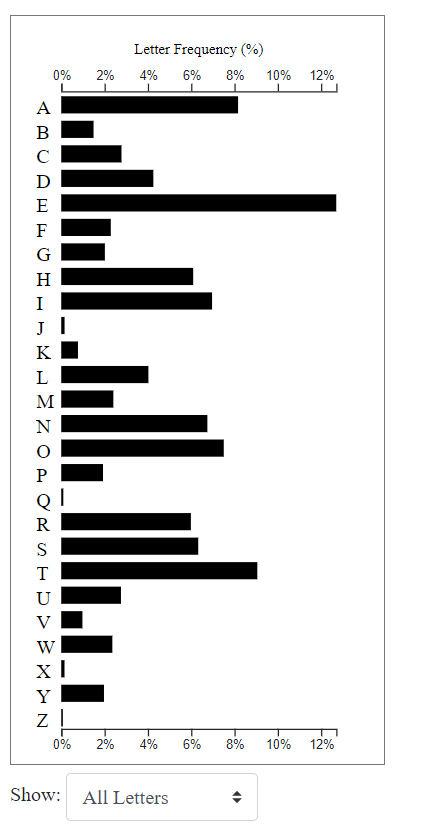 Letter Frequency (%)
0% 2% 4% 6% 8% 10% 12%
A
B
C
D
E
F
G
H
I
J
K
L
M
N
O
P
Q
R
S
T
U
V
W
X
Y
Z
0% 2% 4% 6% 8% 10% 12%
Show: All Letters